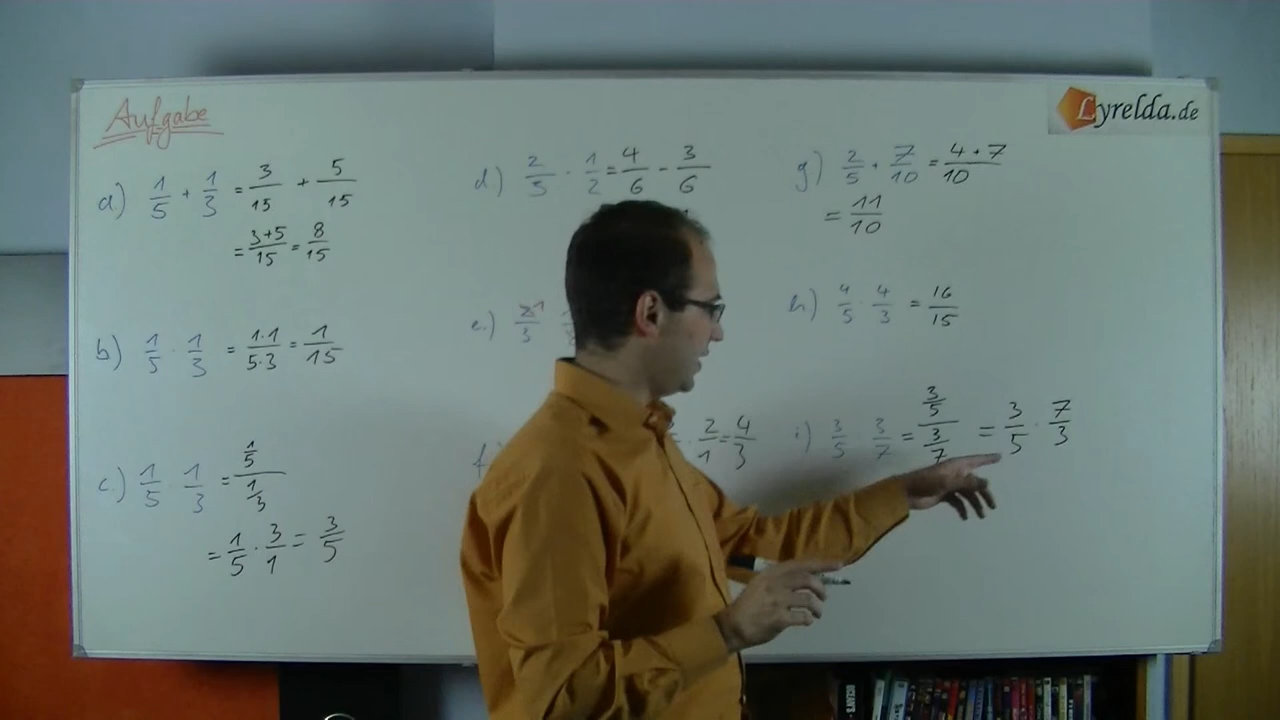 Aufgabe
Lyrelda.de
a) 1/5 + 1/3 = 3/15 + 5/15
= 3+5/15 = 8/15
b) 1/5 · 1/3 = 1·1/5·3 = 1/15
c.) 1/5 1/3 = 1/5 / 1/3
= 1/5 · 3/1 = 3/5
d) 2/3 · 1/2 = 4/6 - 3/6
e.) 2 1/3
f)
· 2/1 = 4/3
g) 2/5 + 7/10 = 4+7/10
= 11/10
h) 4/5 · 4/3 = 16/15
i) 3/5 · 3/7 = 3/5 / 3/7 = 3/5 · 7/3